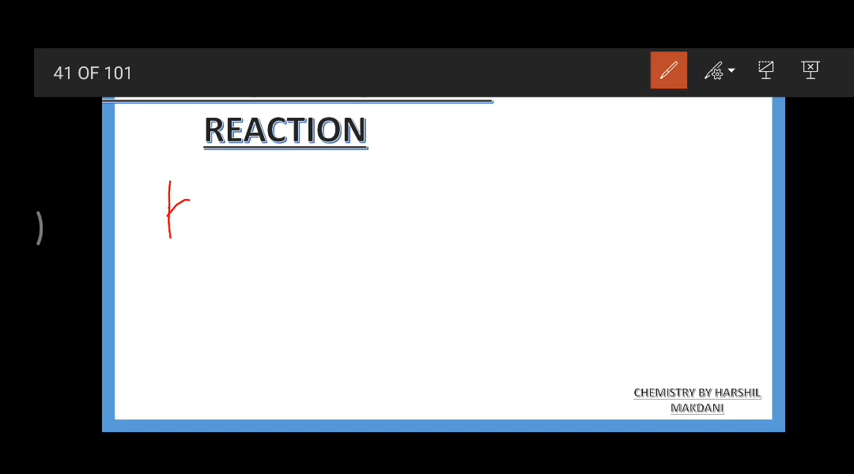 41 OF 101
REACTION
CHEMISTRY BY HARSHIL
MAKDANI